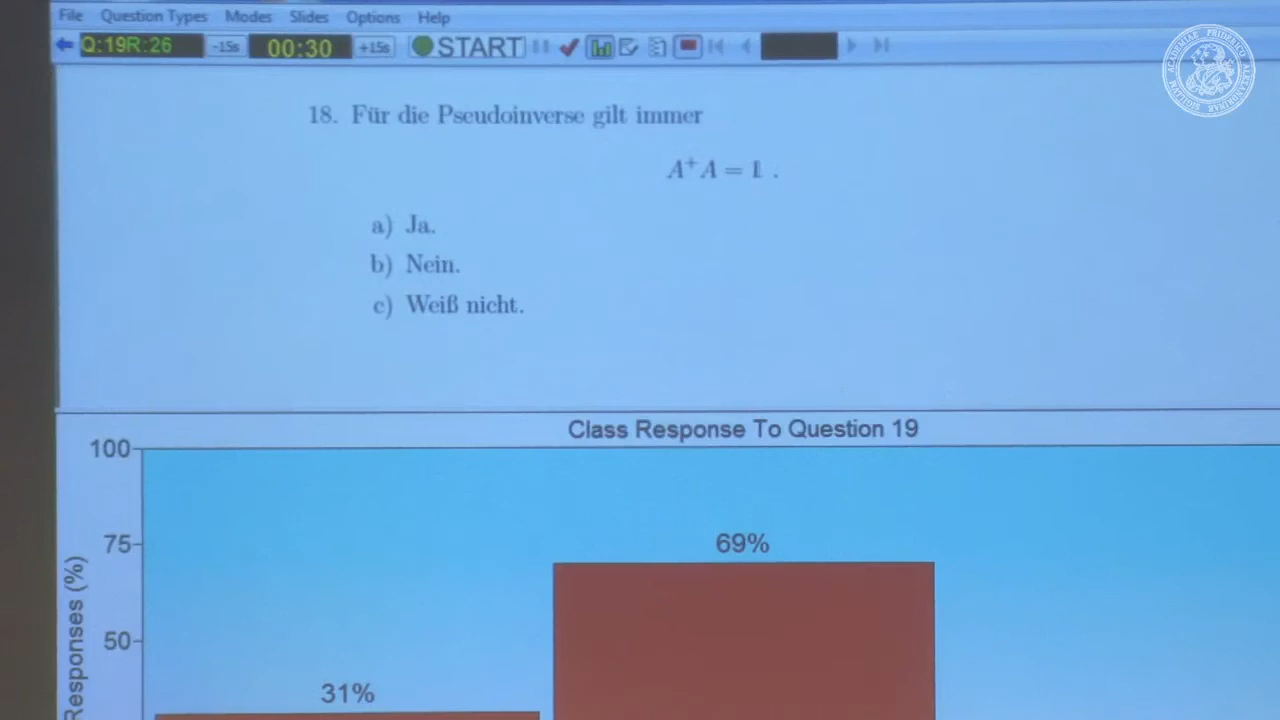 File Question Types Modes Slides Options Help
Q:19R:26 -15s 00:30 +15s START
18. Für die Pseudoinverse gilt immer
A⁺A = 𝟙 .
a) Ja.
b) Nein.
c) Weiß nicht.
Class Response To Question 19
100
75
69%
50
31%
Responses (%)